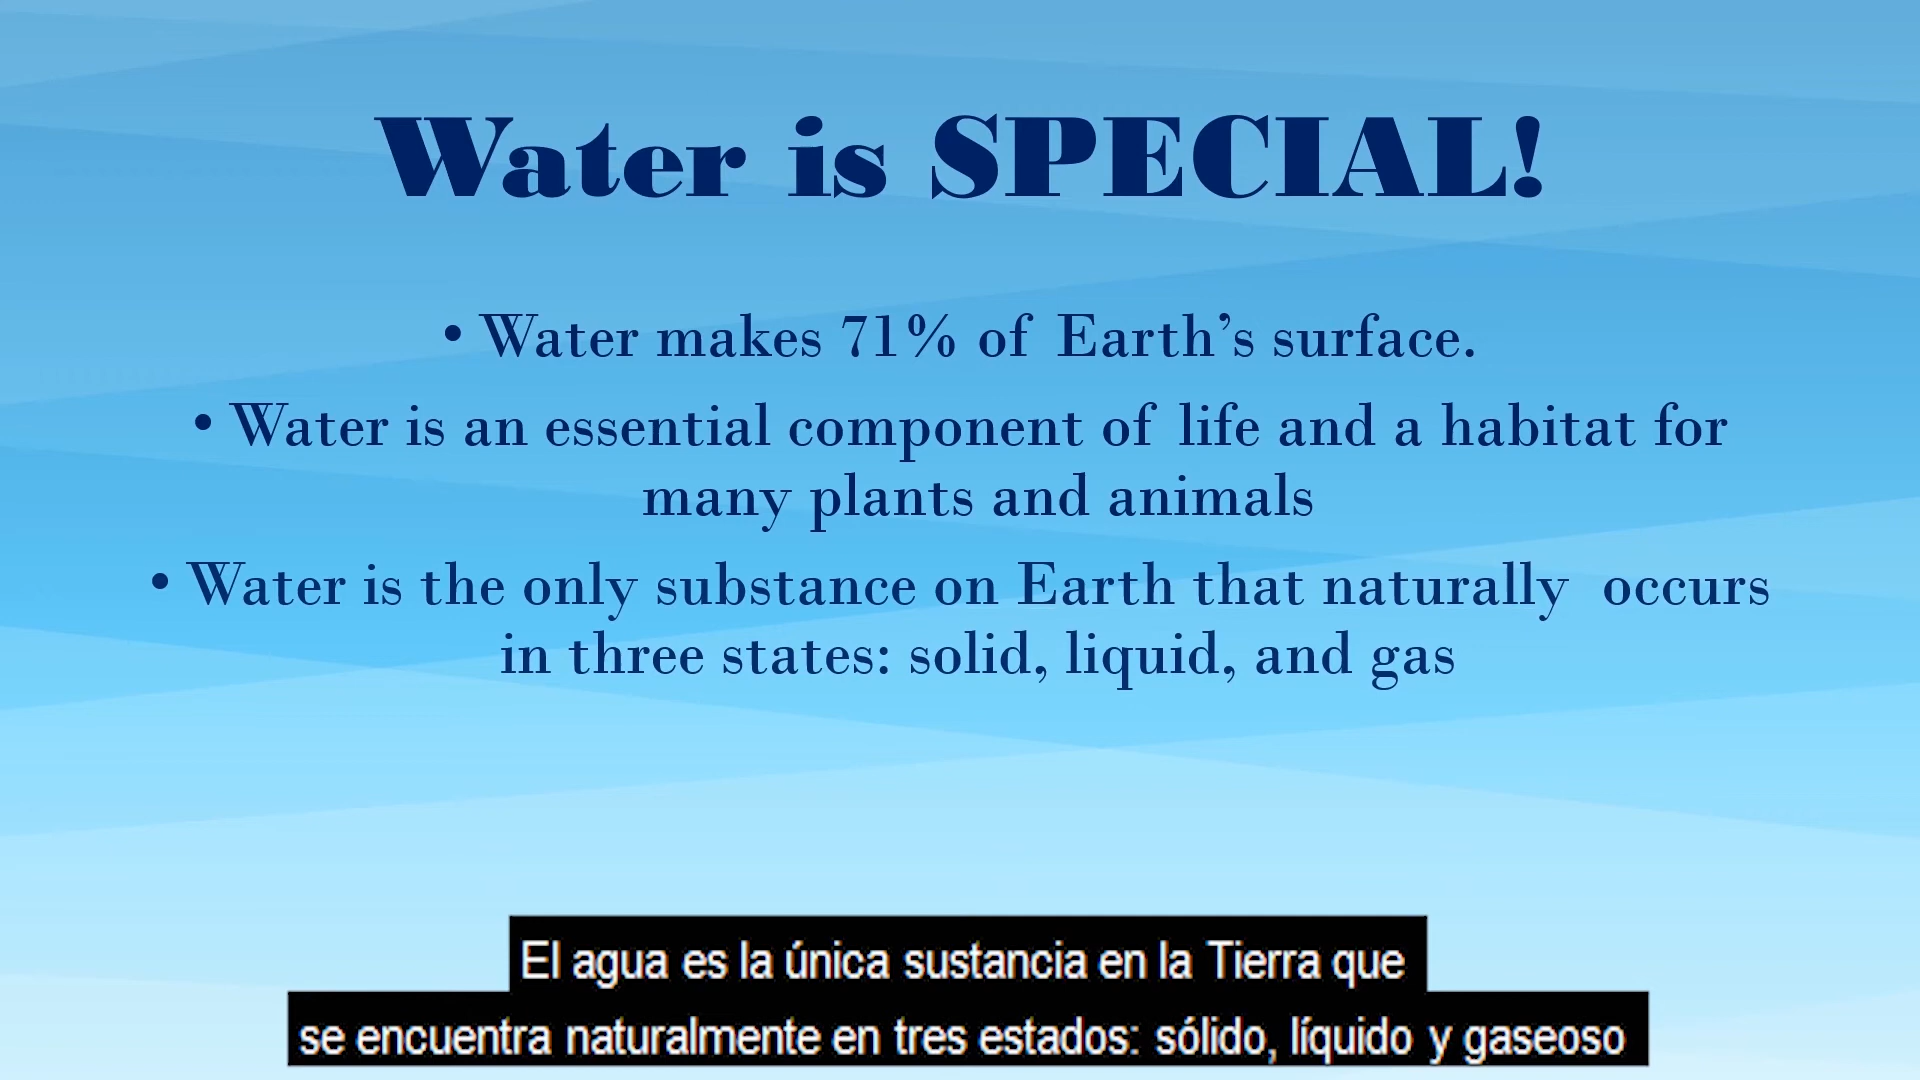 Water is SPECIAL!
• Water makes 71% of Earth’s surface.
• Water is an essential component of life and a habitat for
many plants and animals
• Water is the only substance on Earth that naturally occurs
in three states: solid, liquid, and gas
El agua es la única sustancia en la Tierra que
se encuentra naturalmente en tres estados: sólido, líquido y gaseoso